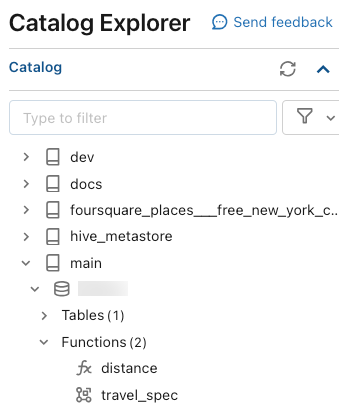 Catalog Explorer
Send feedback
Catalog
Type to filter
dev
docs
foursquare_places___free_new_york_c..
hive_metastore
main
Tables (1)
Functions (2)
fx distance
travel_spec